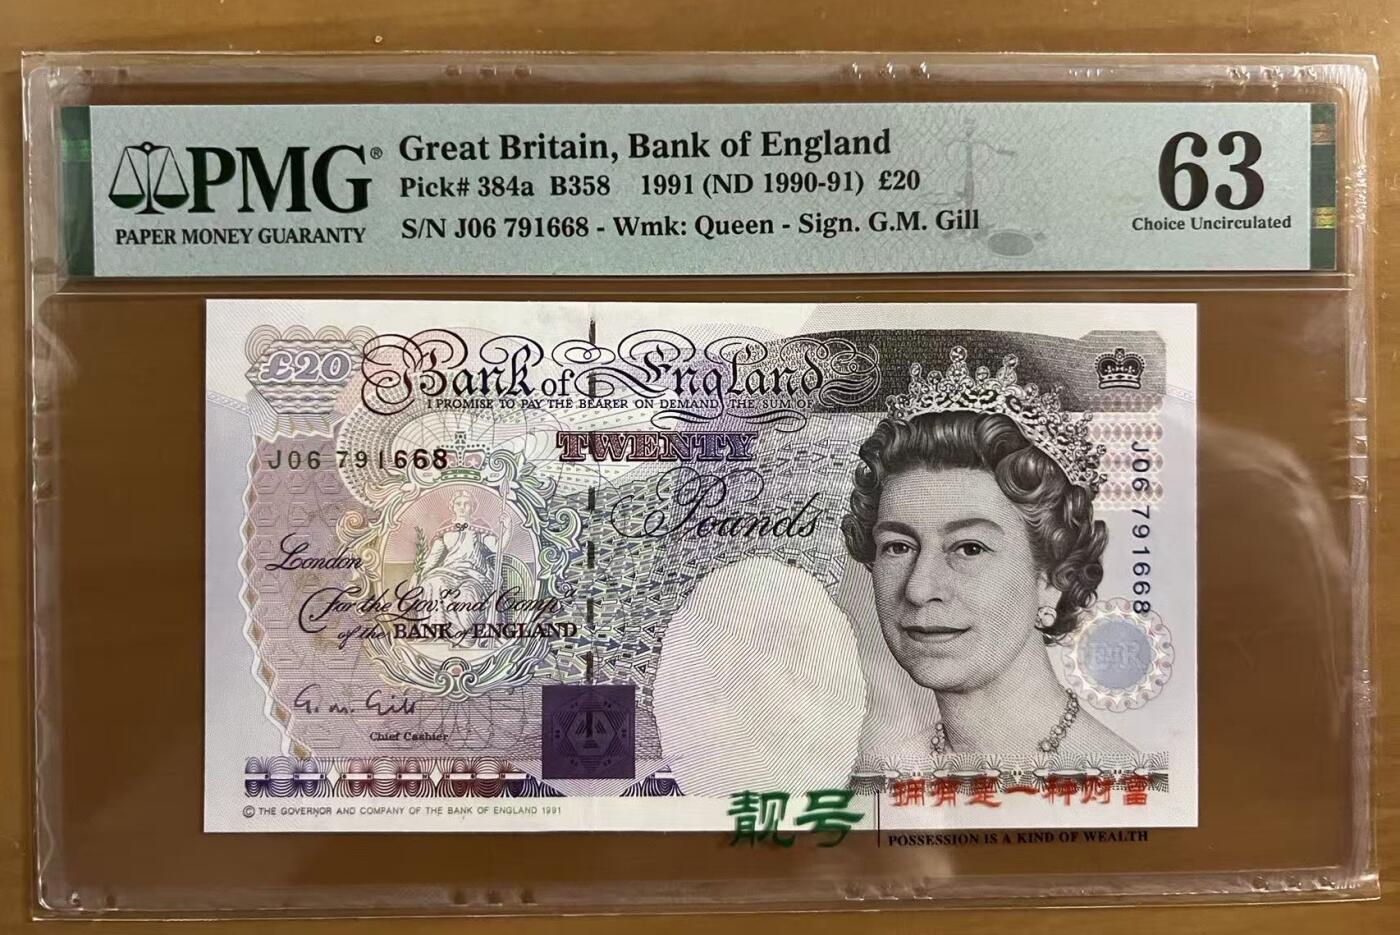 PMG®
PAPER MONEY GUARANTY
Great Britain, Bank of England
Pick# 384a B358 1991 (ND 1990-91) £20
S/N J06 791668 - Wmk: Queen - Sign. G.M. Gill
63
Choice Uncirculated
£20
Bank of England
I PROMISE TO PAY THE BEARER ON DEMAND THE SUM OF
TWENTY
Pounds
J06 791668
J06 791668
London
For the Govr. and Compa.
of the BANK of ENGLAND
G. M. Gill
Chief Cashier
EIIR
© THE GOVERNOR AND COMPANY OF THE BANK OF ENGLAND 1991
靓号
拥有是一种财富
POSSESSION IS A KIND OF WEALTH